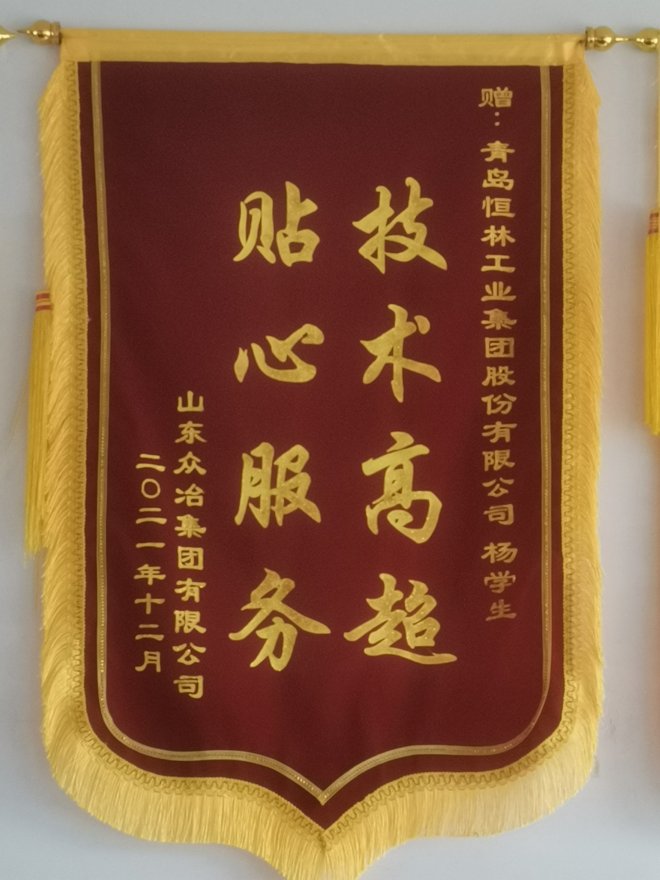 赠：青岛恒林工业集团股份有限公司 杨学生
技术高超
贴心服务
山东众冶集团有限公司
二〇二一年十二月